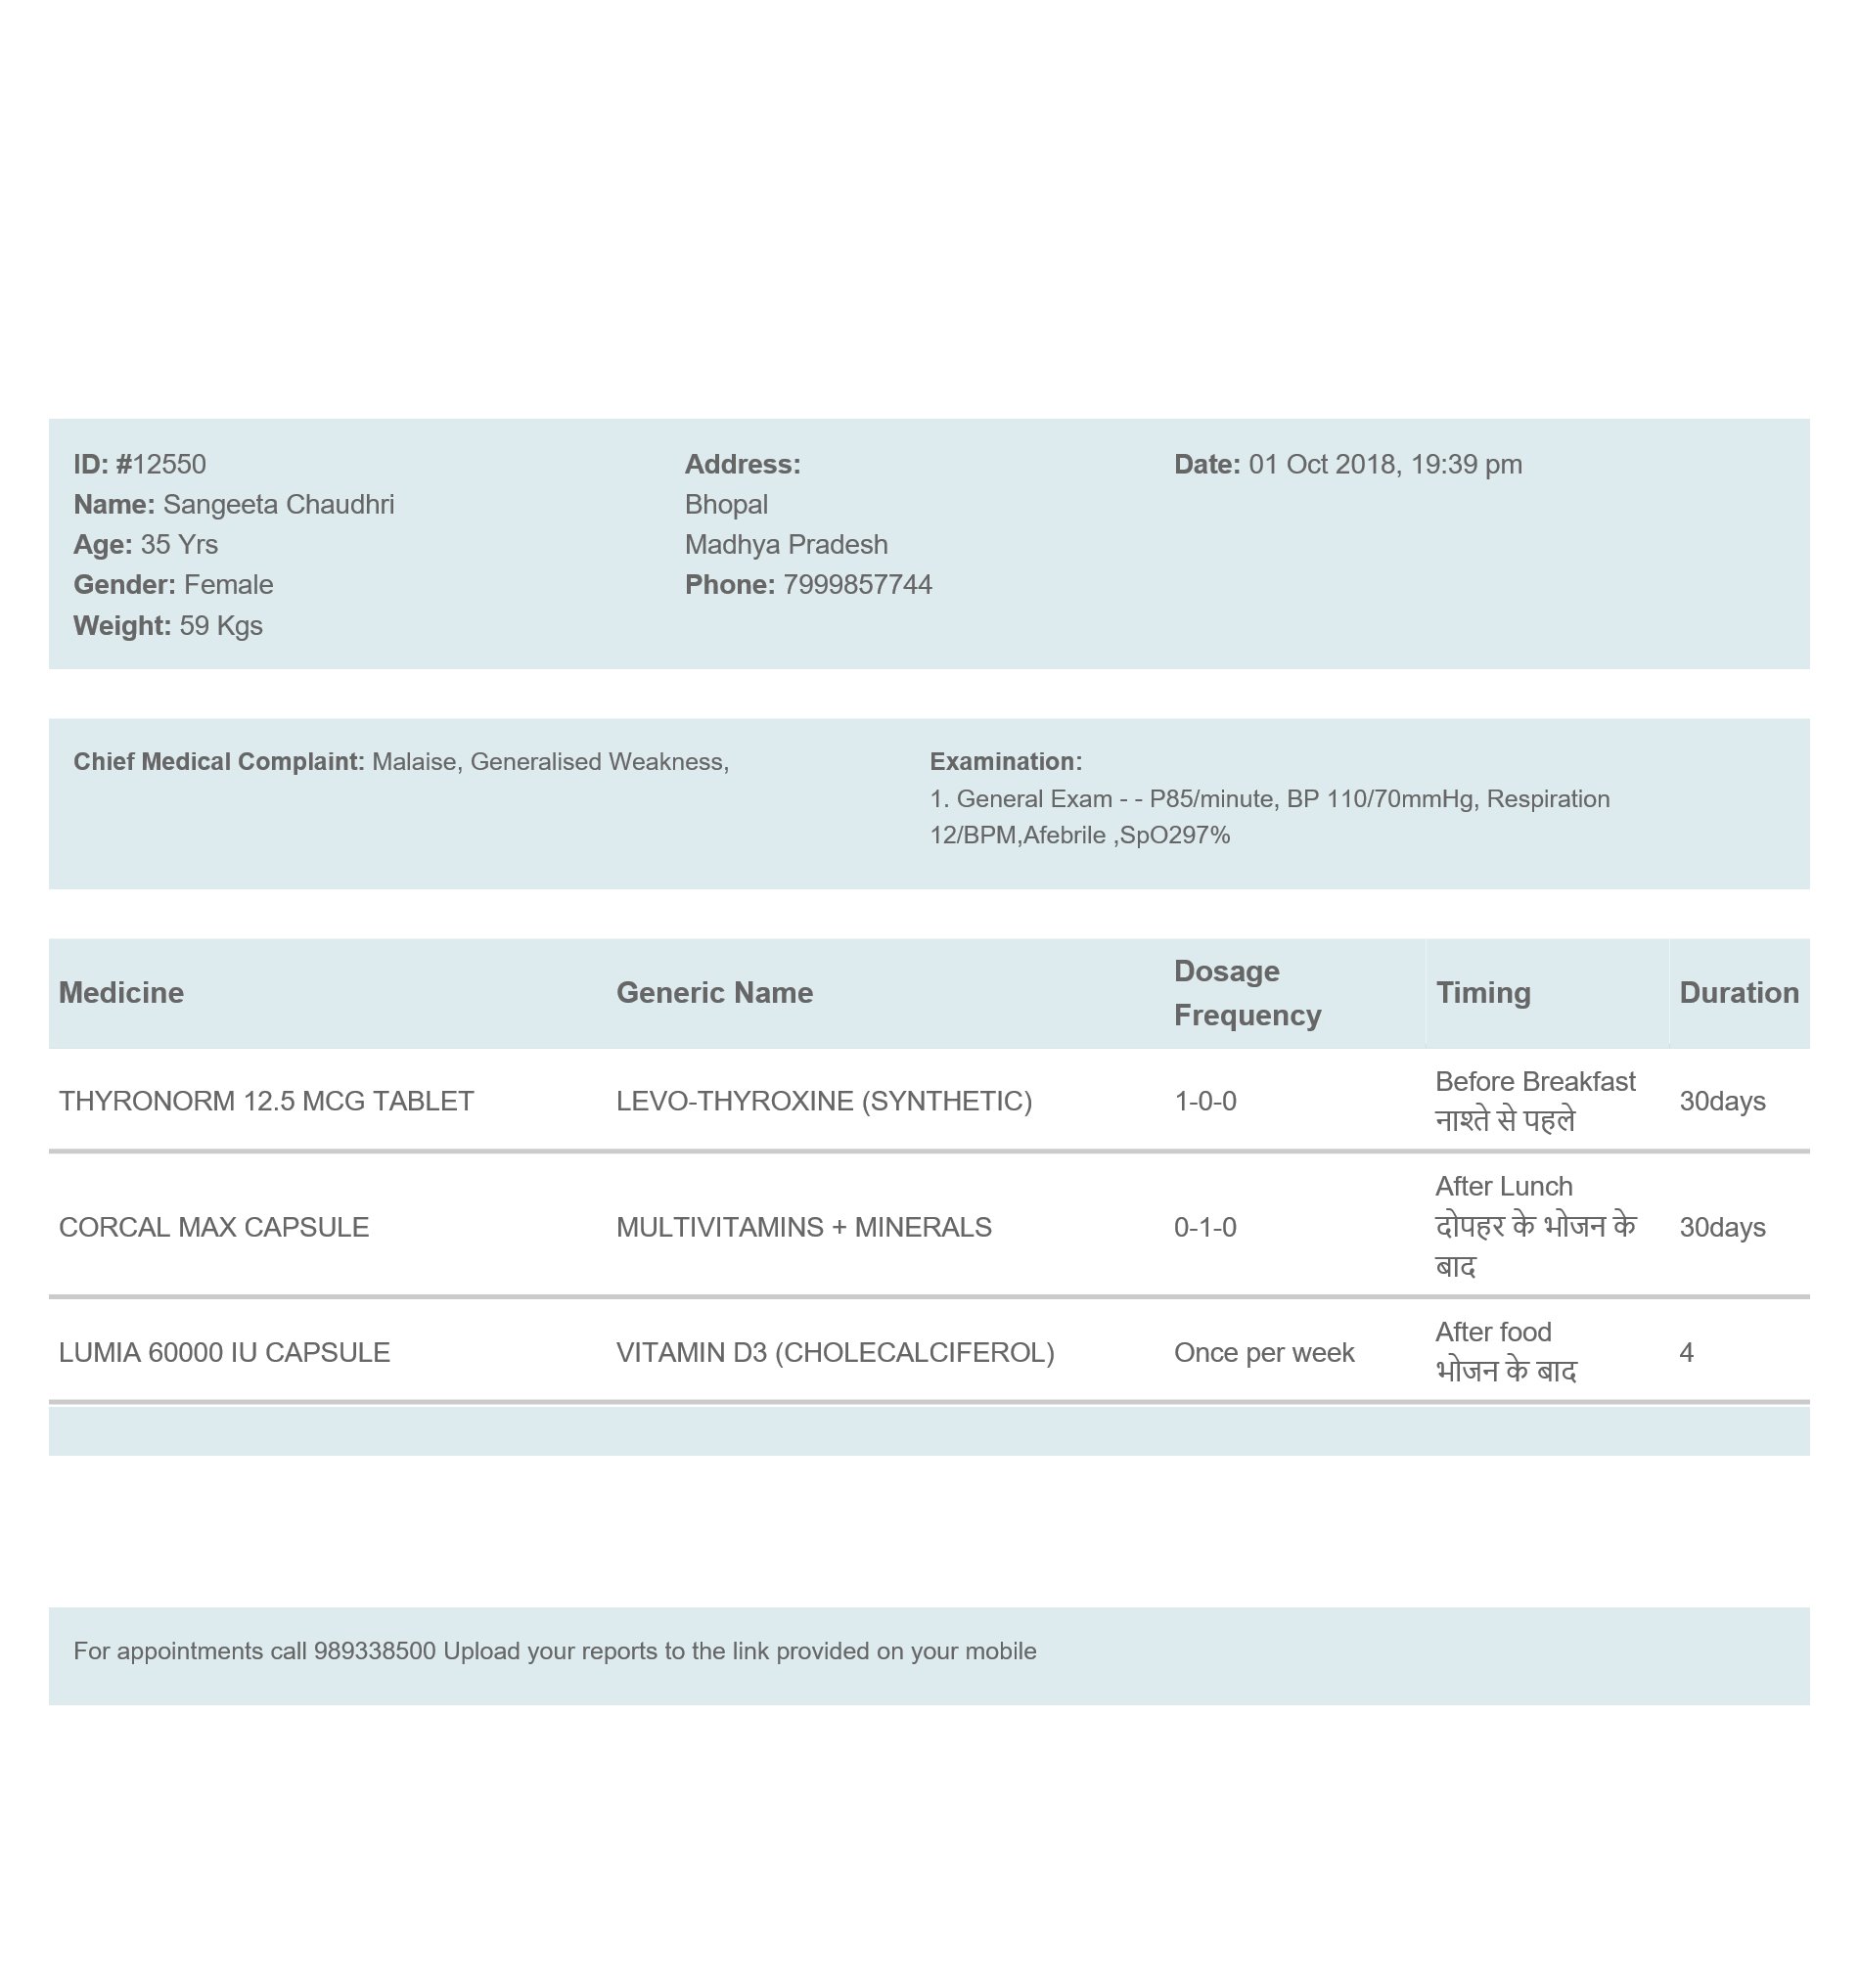 ID: #12550
Name: Sangeeta Chaudhri
Age: 35 Yrs
Gender: Female
Weight: 59 Kgs
Address:
Bhopal
Madhya Pradesh
Phone: 7999857744
Date: 01 Oct 2018, 19:39 pm
Chief Medical Complaint: Malaise, Generalised Weakness,
Examination:
1. General Exam - - P85/minute, BP 110/70mmHg, Respiration
12/BPM,Afebrile ,SpO297%
Medicine Generic Name Dosage Frequency Timing Duration
THYRONORM 12.5 MCG TABLET LEVO-THYROXINE (SYNTHETIC) 1-0-0 Before Breakfast
नाश्ते से पहले 30days
CORCAL MAX CAPSULE MULTIVITAMINS + MINERALS 0-1-0 After Lunch
दोपहर के भोजन के
बाद 30days
LUMIA 60000 IU CAPSULE VITAMIN D3 (CHOLECALCIFEROL) Once per week After food
भोजन के बाद 4
For appointments call 989338500 Upload your reports to the link provided on your mobile